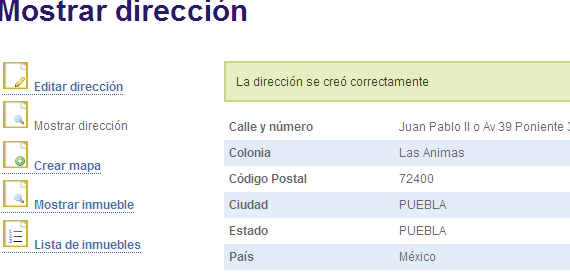 Mostrar dirección
Editar dirección
Mostrar dirección
Crear mapa
Mostrar inmueble
Lista de inmuebles
La dirección se creó correctamente
Calle y número Juan Pablo II o Av 39 Poniente
Colonia Las Animas
Código Postal 72400
Ciudad PUEBLA
Estado PUEBLA
País México